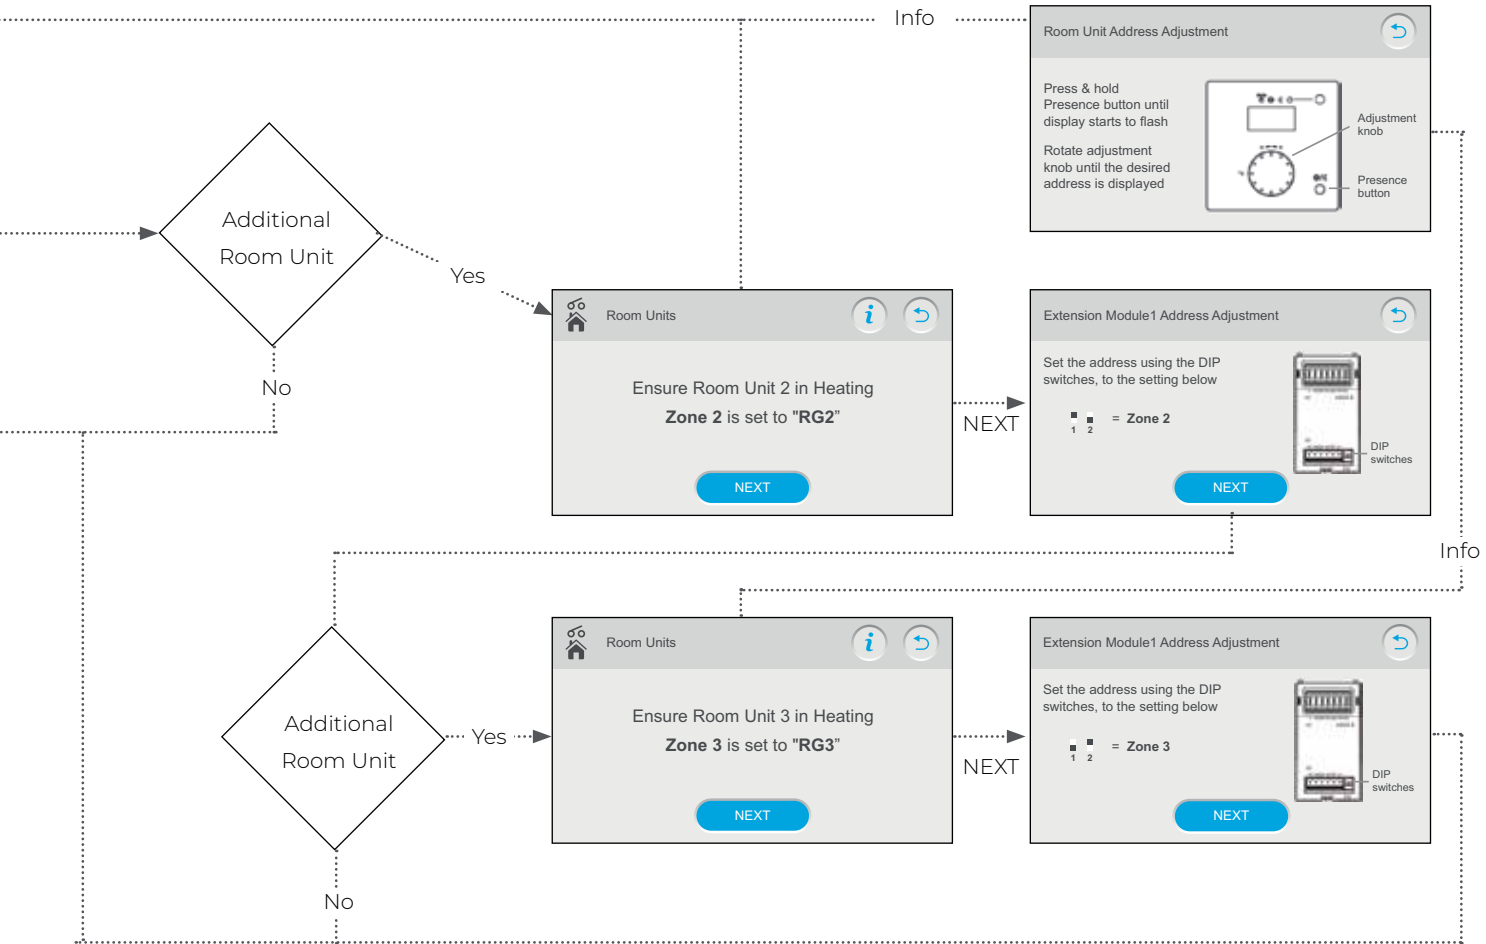 Info
Room Unit Address Adjustment
Press & hold
Presence button until
display starts to flash
Rotate adjustment
knob until the desired
address is displayed
Adjustment
knob
Presence
button
Additional
Room Unit
Yes
No
Room Units
i
Ensure Room Unit 2 in Heating
Zone 2 is set to "RG2”
NEXT
NEXT
Extension Module1 Address Adjustment
Set the address using the DIP
switches, to the setting below
1 2 = Zone 2
DIP
switches
NEXT
Info
Additional
Room Unit
Yes
No
Room Units
i
Ensure Room Unit 3 in Heating
Zone 3 is set to "RG3”
NEXT
NEXT
Extension Module1 Address Adjustment
Set the address using the DIP
switches, to the setting below
1 2 = Zone 3
DIP
switches
NEXT